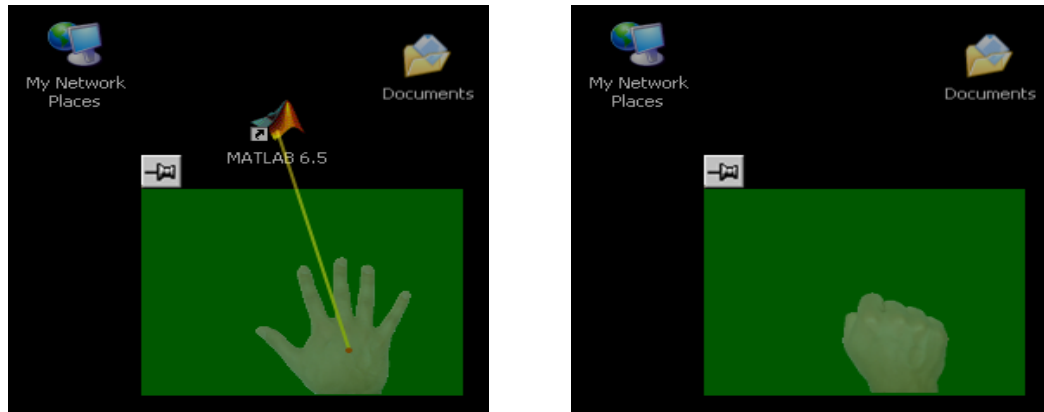 My Network
Places
Documents
MATLAB 6.5
My Network
Places
Documents